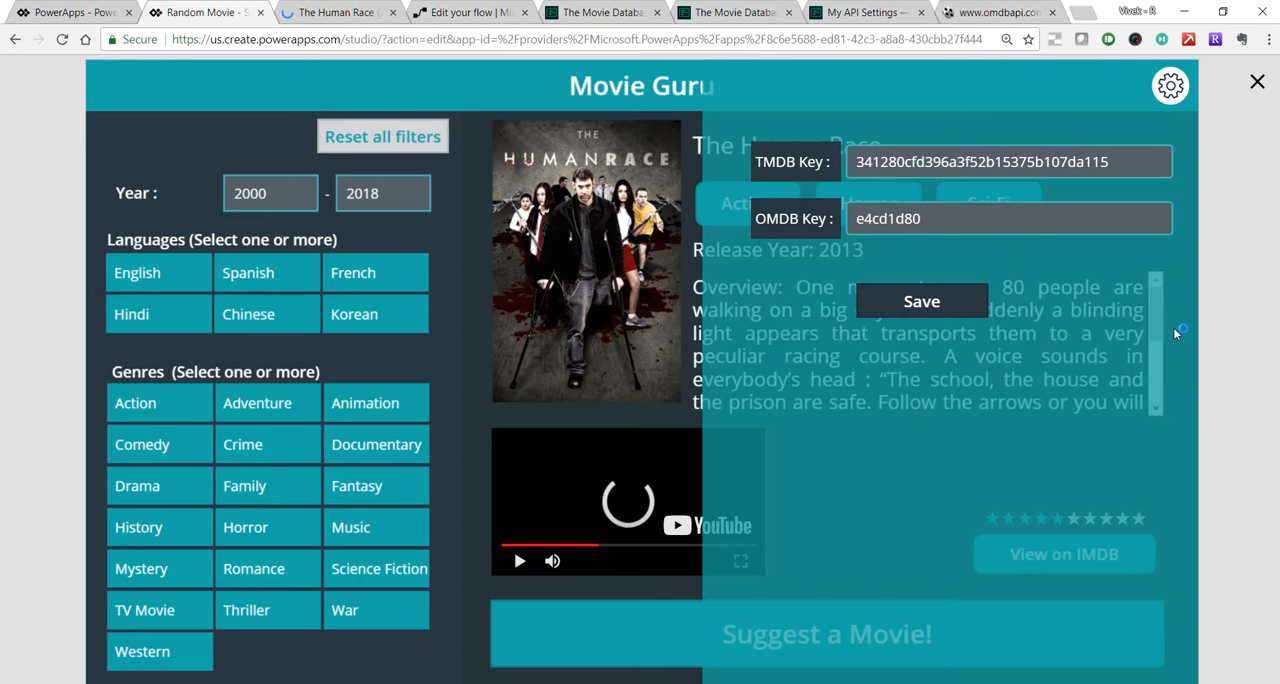 PowerApps - PowerApps
Random Movie - S
The Human Race (
Edit your flow | Mi
The Movie Databa
The Movie Databa
My API Settings —
www.omdbapi.com
Vivek - R
Secure
https://us.create.powerapps.com/studio/?action=edit&app-id=%2Fproviders%2FMicrosoft.PowerApps%2Fapps%2F8c6e5688-ed81-42c3-a8a8-430cbb27f444
Movie Guru
Reset all filters
Year :
2000 - 2018
Languages (Select one or more)
English Spanish French
Hindi Chinese Korean
Genres (Select one or more)
Action Adventure Animation
Comedy Crime Documentary
Drama Family Fantasy
History Horror Music
Mystery Romance Science Fiction
TV Movie Thriller War
Western
THE
HUMAN RACE
The Human Race
TMDB Key : 341280cfd396a3f52b15375b107da115
OMDB Key : e4cd1d80
Release Year: 2013
Save
Overview: One 80 people are
walking on a big ddenly a blinding
light appears that transports them to a very
peculiar racing course. A voice sounds in
everybody's head : “The school, the house and
the prison are safe. Follow the arrows or you will
YouTube
View on IMDB
Suggest a Movie!